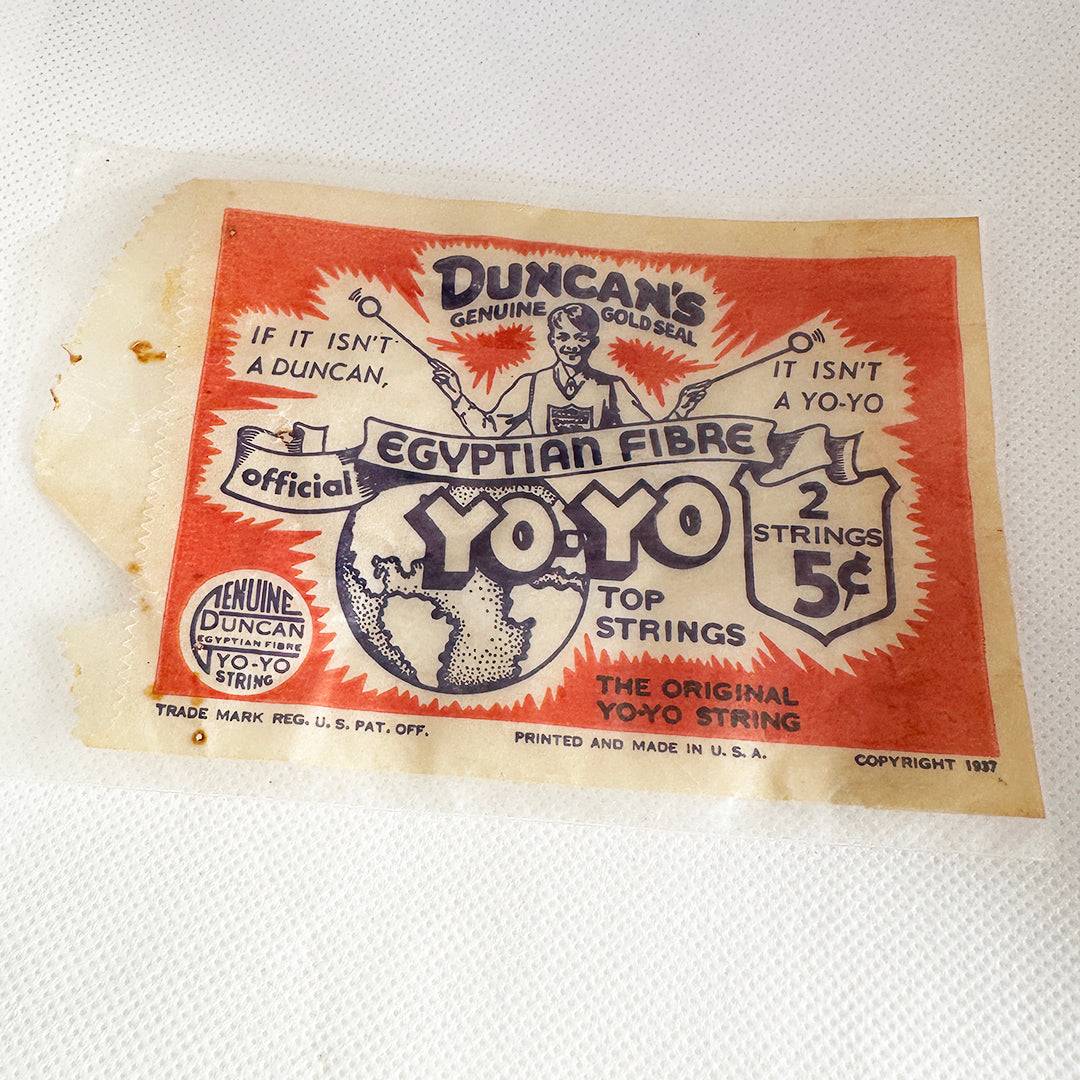 DUNCAN'S
GENUINE GOLD SEAL
IF IT ISN'T
A DUNCAN,
IT ISN'T
A YO-YO
official EGYPTIAN FIBRE
YO-YO
TOP
STRINGS
2
STRINGS
5¢
GENUINE
DUNCAN
EGYPTIAN FIBRE
YO-YO
STRING
THE ORIGINAL
YO-YO STRING
TRADE MARK REG. U. S. PAT. OFF.
PRINTED AND MADE IN U. S. A.
COPYRIGHT 1937